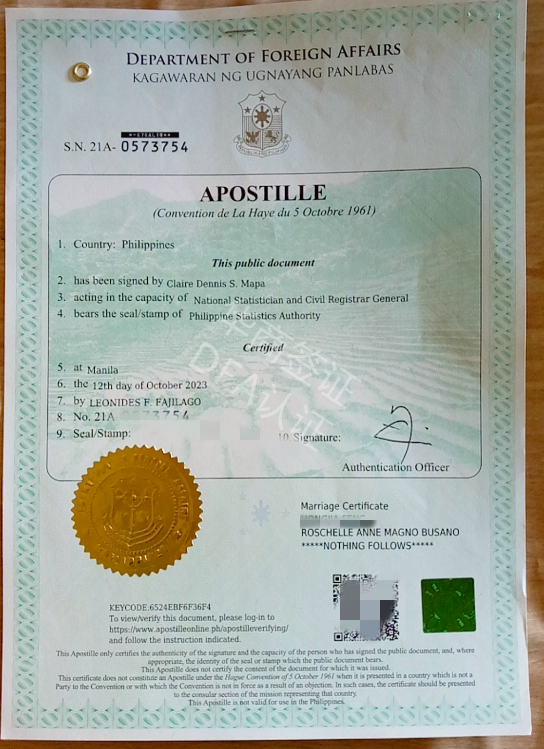 DEPARTMENT OF FOREIGN AFFAIRS
KAGAWARAN NG UGNAYANG PANLABAS
S.N. 21A- 0573754
APOSTILLE
(Convention de La Haye du 5 Octobre 1961)
1. Country: Philippines
This public document
2. has been signed by Claire Dennis S. Mapa
3. acting in the capacity of National Statistician and Civil Registrar General
4. bears the seal/stamp of Philippine Statistics Authority
Certified
5. at Manila
6. the 12th day of October 2023
7. by LEONIDES F. FAJILAGO
8. No. 21A
9. Seal/Stamp:
10. Signature:
Authentication Officer
签证
DFA认证
Marriage Certificate
ROSCHELLE ANNE MAGNO BUSANO
*****NOTHING FOLLOWS*****
KEYCODE:6524EBF6F36F4
To view/verify this document, please log-in to
https://www.apostilleonline.ph/apostilleverifying/
and follow the instruction indicated.
This Apostille only certifies the authenticity of the signature and the capacity of the person who has signed the public document, and, where
appropriate, the identity of the seal or stamp which the public document bears.
This Apostille does not certify the content of the document for which it was issued.
This certificate does not constitute an Apostille under the Hague Convention of 5 October 1961 when it is presented in a country which is not a
Party to the Convention or with which the Convention is not in force as a result of an objection. In such cases, the certificate should be presented
to the consular section of the mission representing that country.
This Apostille is not valid for use in the Philippines.